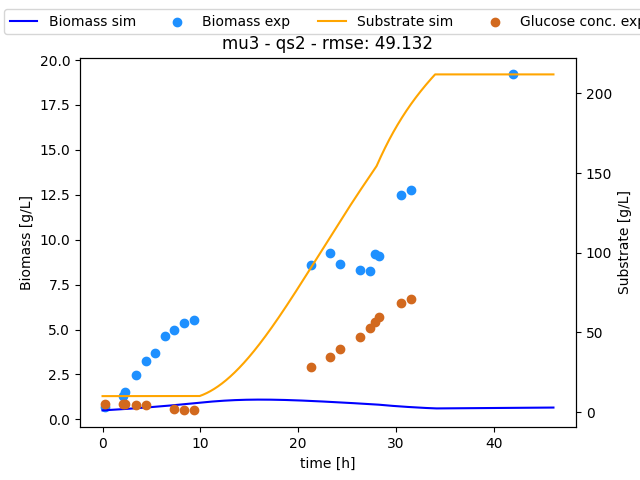 Biomass sim Biomass exp Substrate sim Glucose conc. exp
mu3 - qs2 - rmse: 49.132
20.0
17.5
15.0
12.5
10.0
7.5
5.0
2.5
0.0
Biomass [g/L]
0 10 20 30 40
time [h]
200
150
100
50
0
Substrate [g/L]